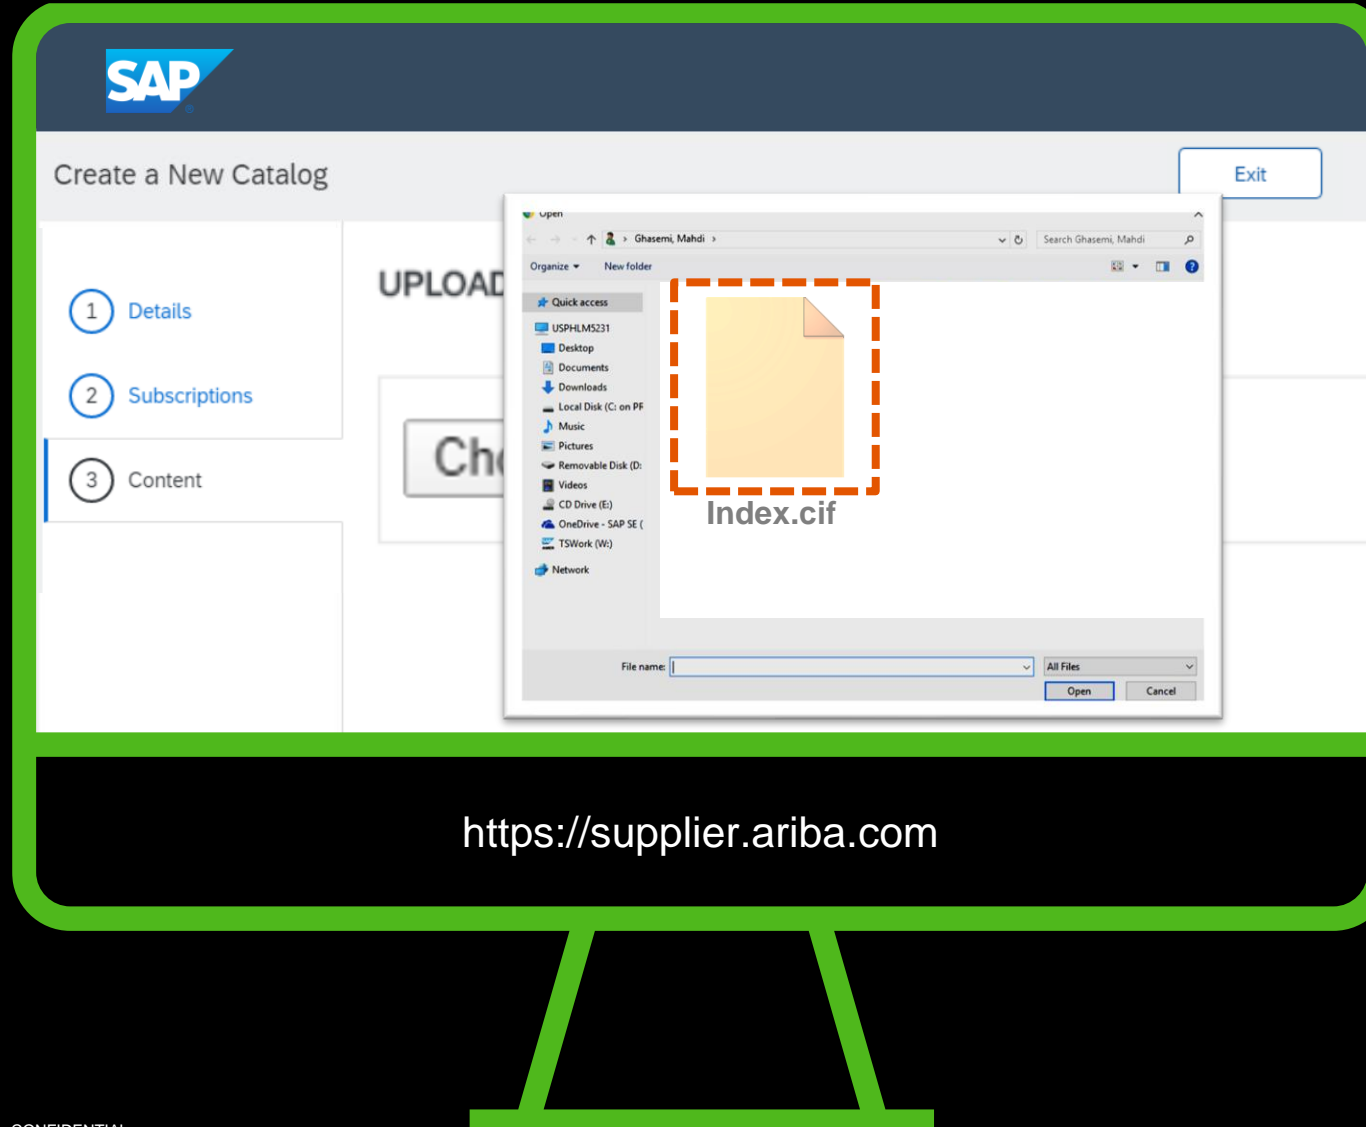 SAP
Create a New Catalog
Exit
Open
Ghasemi, Mahdi
Search Ghasemi, Mahdi
Organize
New folder
1 Details
2 Subscriptions
3 Content
UPLOAD
Quick access
USPHLM5231
Desktop
Documents
Downloads
Local Disk (C: on PF
Music
Pictures
Removable Disk (D:
Videos
CD Drive (E:)
OneDrive - SAP SE (
TSWork (W:)
Network
Index.cif
File name:
All Files
Open
Cancel
https://supplier.ariba.com